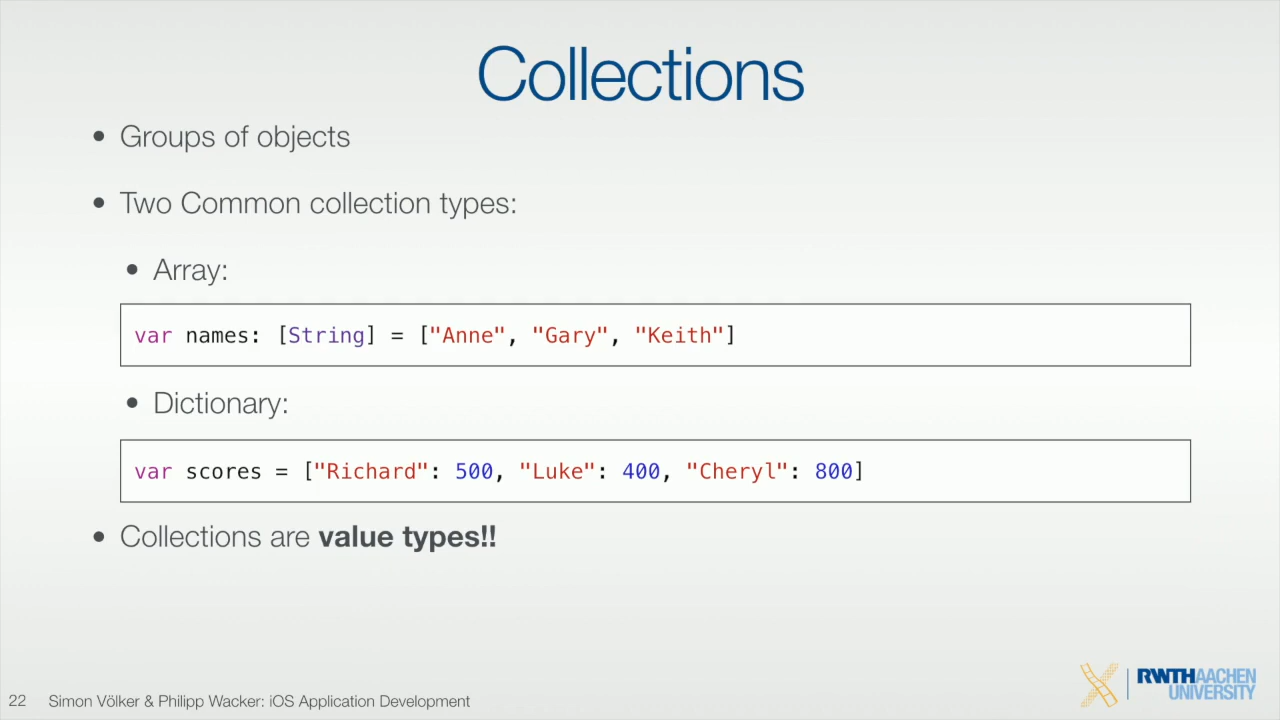 Collections
• Groups of objects
• Two Common collection types:
• Array:
var names: [String] = ["Anne", "Gary", "Keith"]
• Dictionary:
var scores = ["Richard": 500, "Luke": 400, "Cheryl": 800]
• Collections are value types!!
22 Simon Völker & Philipp Wacker: iOS Application Development
RWTHAACHEN
UNIVERSITY